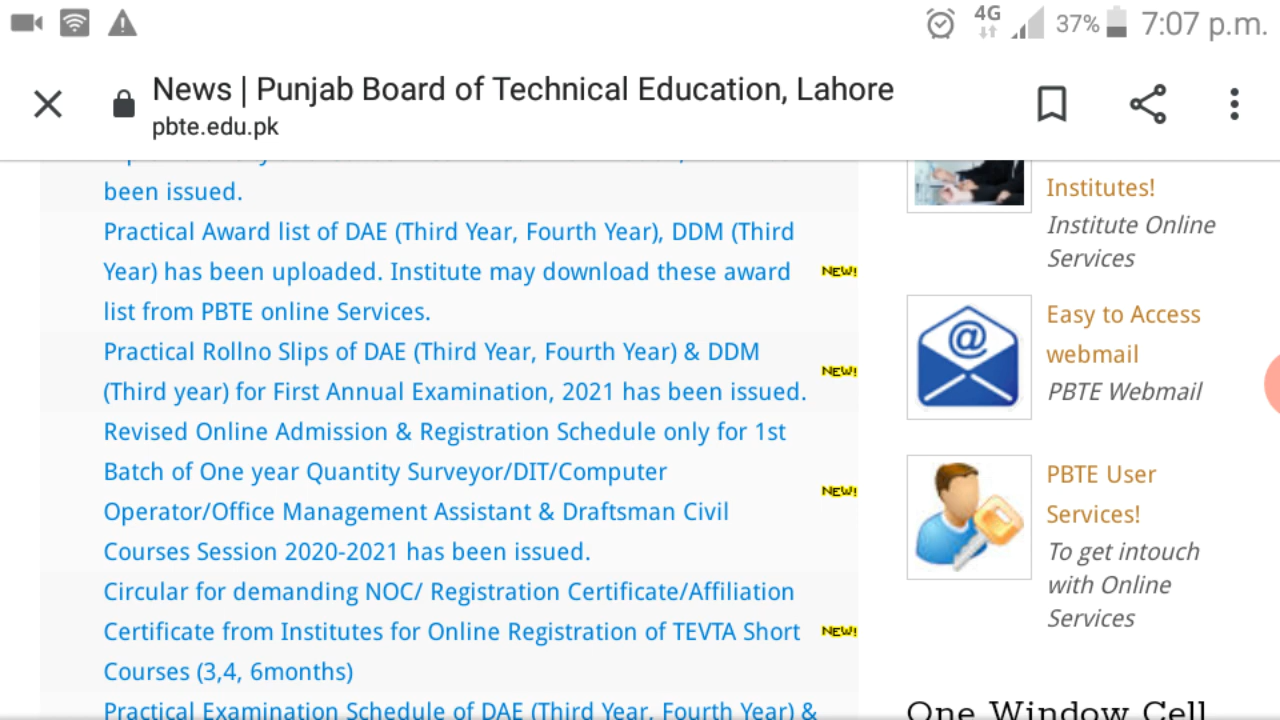 4G 37% 7:07 p.m.
News | Punjab Board of Technical Education, Lahore
pbte.edu.pk
been issued.
Practical Award list of DAE (Third Year, Fourth Year), DDM (Third
Year) has been uploaded. Institute may download these award
list from PBTE online Services.
NEW!
Practical Rollno Slips of DAE (Third Year, Fourth Year) & DDM
(Third year) for First Annual Examination, 2021 has been issued.
NEW!
Revised Online Admission & Registration Schedule only for 1st
Batch of One year Quantity Surveyor/DIT/Computer
Operator/Office Management Assistant & Draftsman Civil
Courses Session 2020-2021 has been issued.
NEW!
Circular for demanding NOC/ Registration Certificate/Affiliation
Certificate from Institutes for Online Registration of TEVTA Short
Courses (3,4, 6months)
NEW!
Practical Examination Schedule of DAE (Third Year, Fourth Year) &
Institutes!
Institute Online
Services
Easy to Access
webmail
PBTE Webmail
PBTE User
Services!
To get intouch
with Online
Services
One Window Cell